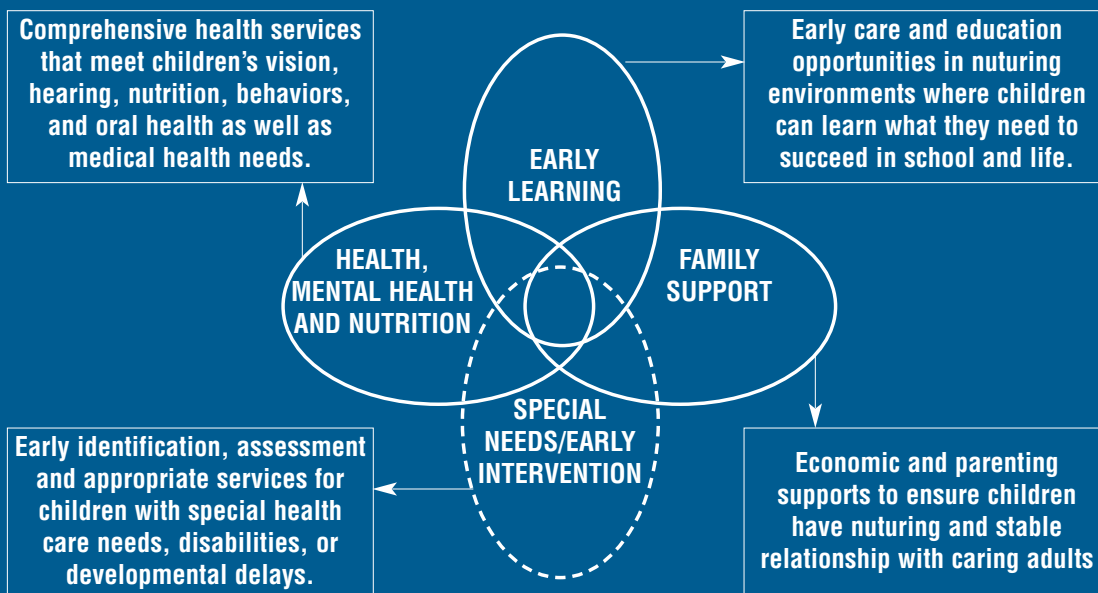 Comprehensive health services
that meet children's vision,
hearing, nutrition, behaviors,
and oral health as well as
medical health needs.
Early care and education
opportunities in nuturing
environments where children
can learn what they need to
succeed in school and life.
EARLY
LEARNING
HEALTH,
MENTAL HEALTH
AND NUTRITION
FAMILY
SUPPORT
SPECIAL
NEEDS/EARLY
INTERVENTION
Early identification, assessment
and appropriate services for
children with special health
care needs, disabilities, or
developmental delays.
Economic and parenting
supports to ensure children
have nuturing and stable
relationship with caring adults